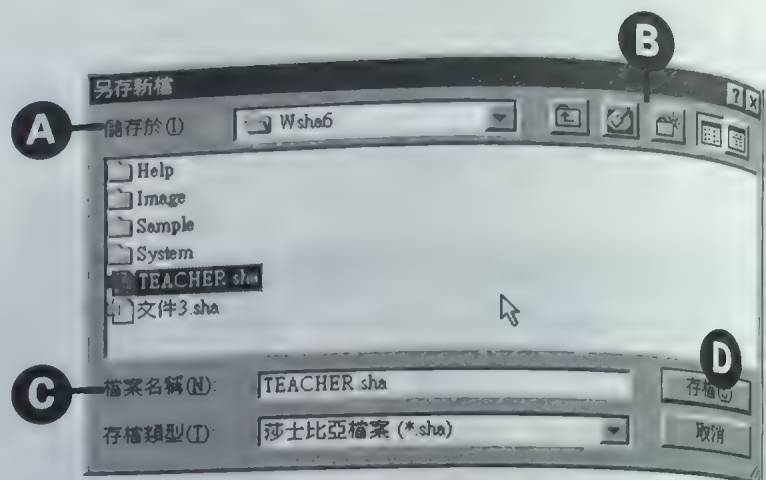 B
另存新檔
A
儲存於(I) Wsha6
Help
Image
Sample
System
TEACHER.sha
文件3.sha
D
C
檔案名稱(N): TEACHER.sha 存檔(S)
存檔類型(T): 莎士比亞檔案 (*.sha) 取消